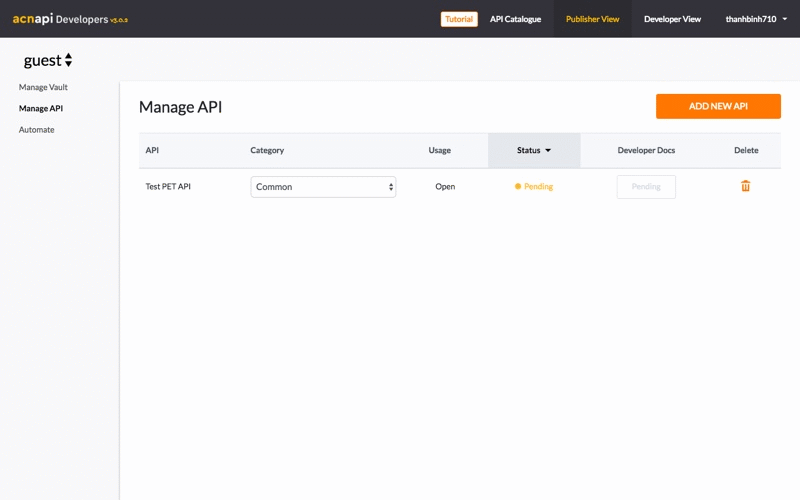 acnapi Developers v3.0.2 Tutorial API Catalogue Publisher View Developer View thanhbinh710
guest
Manage Vault
Manage API
Automate
Manage API
ADD NEW API
API Category Usage Status Developer Docs Delete
Test PET API Common Open Pending Pending